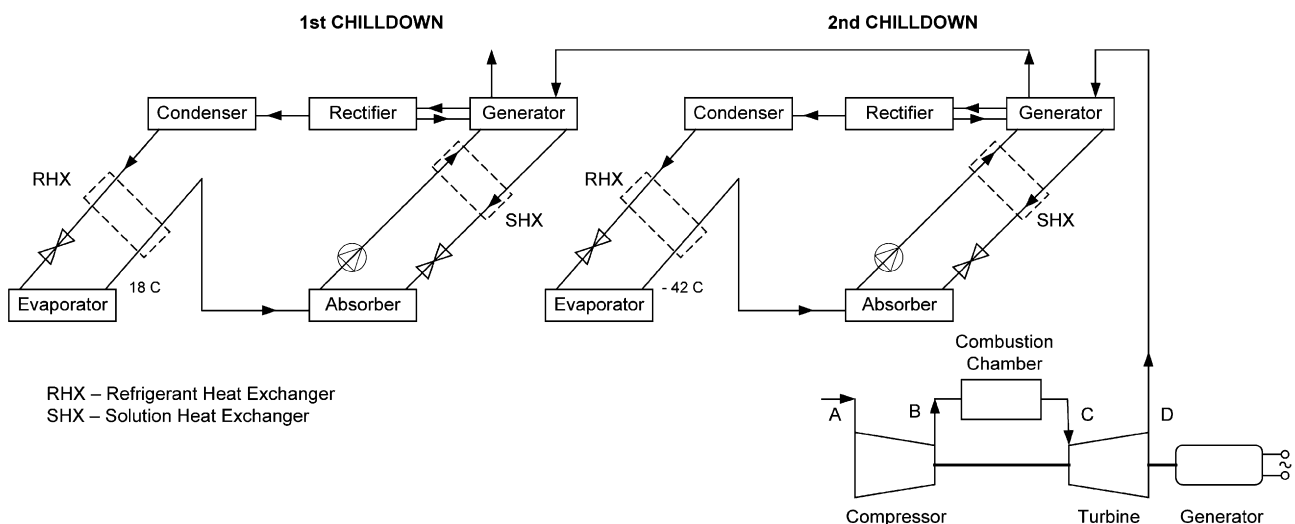 1st CHILLDOWN
2nd CHILLDOWN
Condenser
Rectifier
Generator
Condenser
Rectifier
Generator
RHX
SHX
RHX
SHX
18 C
- 42 C
Evaporator
Absorber
Evaporator
Absorber
RHX – Refrigerant Heat Exchanger
SHX – Solution Heat Exchanger
Combustion
Chamber
A
B
C
D
~
Compressor
Turbine
Generator